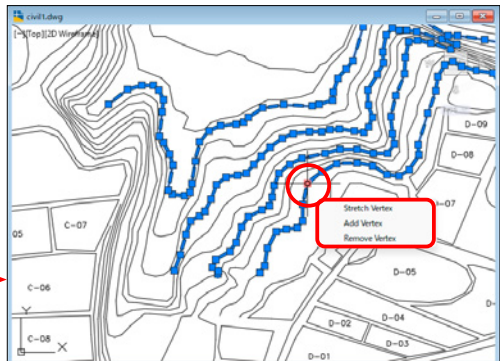 civil1.dwg
[-][Top][2D Wireframe]
D-09
D-08
Stretch Vertex
Add Vertex
Remove Vertex
-07
C-07
05
D-05
C-06
Y
D-04
D-02
D-03
C-08
X
D-01